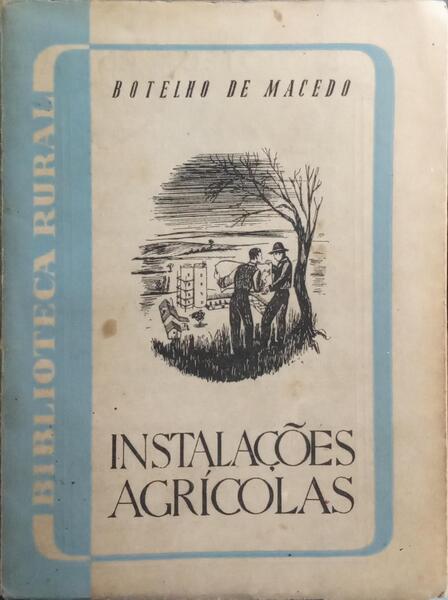 BOTELHO DE MACEDO
INSTALAÇÕES
AGRÍCOLAS
BIBLIOTECA RURAL